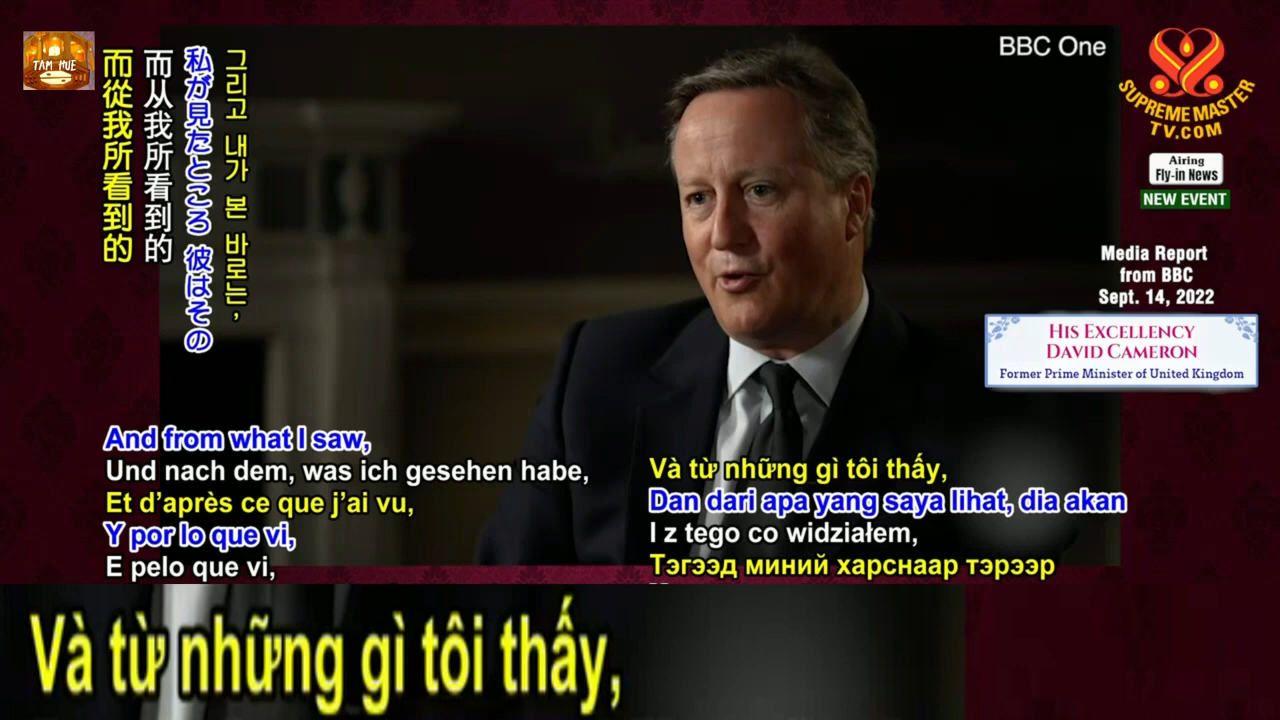 TAM HUE
BBC One
SUPREME MASTER
TV.COM
Airing
Fly-in News
NEW EVENT
Media Report
from BBC
Sept. 14, 2022
HIS EXCELLENCY
DAVID CAMERON
Former Prime Minister of United Kingdom
그리고 내가 본 바로는,
私が見たところ 彼はその
而从我所看到的
而從我所看到的
And from what I saw,
Und nach dem, was ich gesehen habe,
Et d’après ce que j’ai vu,
Y por lo que vi,
E pelo que vi,
Và từ những gì tôi thấy,
Dan dari apa yang saya lihat, dia akan
I z tego co widziałem,
Тэгээд миний харснаар тэрээр
Và từ những gì tôi thấy,